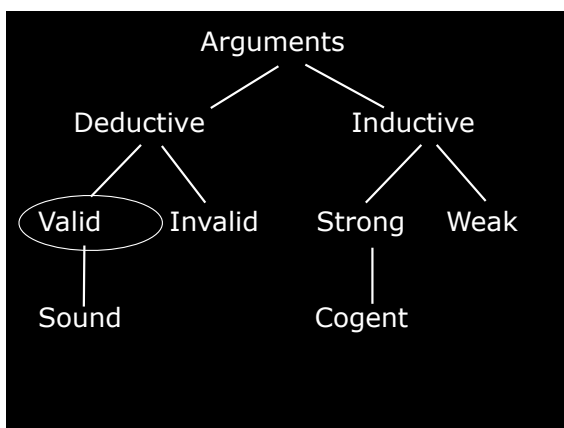 Arguments
Deductive Inductive
Valid Invalid Strong Weak
Sound Cogent